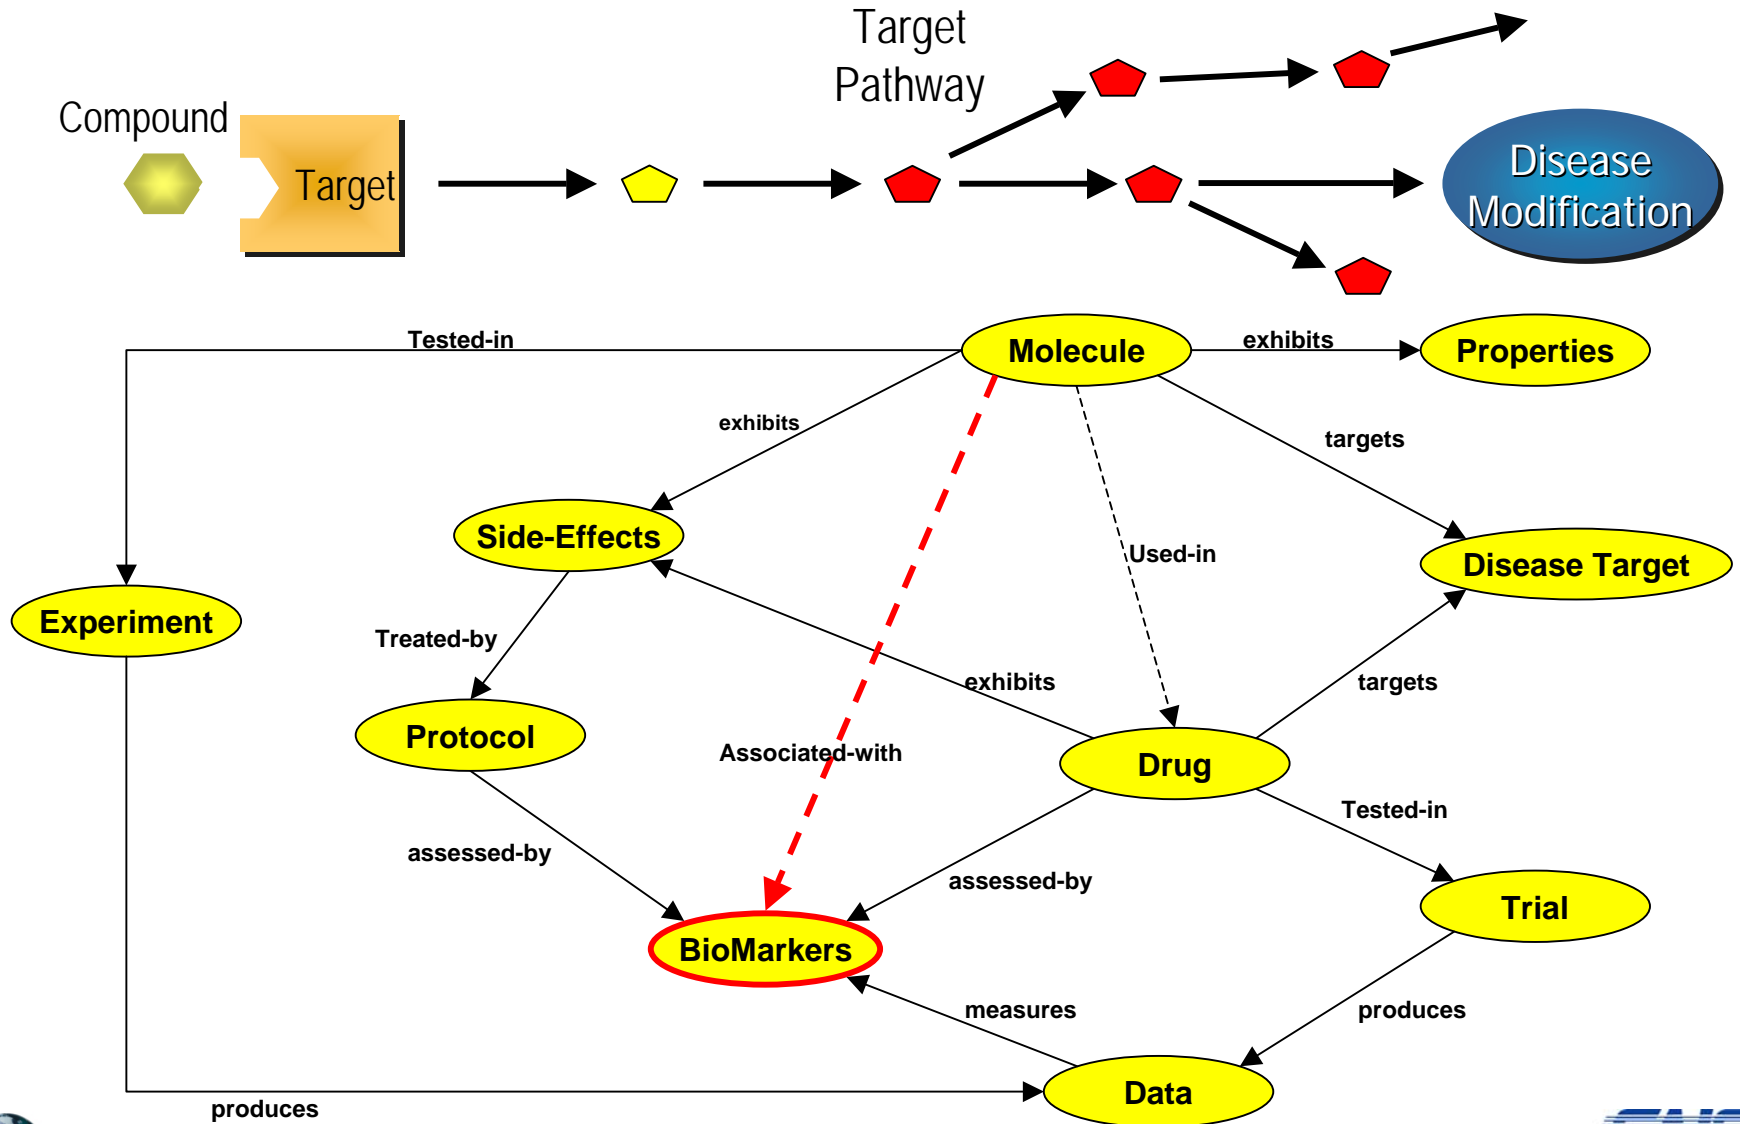 Target
Pathway
Compound
Target
Disease
Modification
Tested-in
Molecule
exhibits
Properties
exhibits
targets
Side-Effects
Used-in
Disease Target
Experiment
Treated-by
exhibits
targets
Protocol
Associated-with
Drug
Tested-in
assessed-by
assessed-by
Trial
BioMarkers
measures
produces
Data
produces